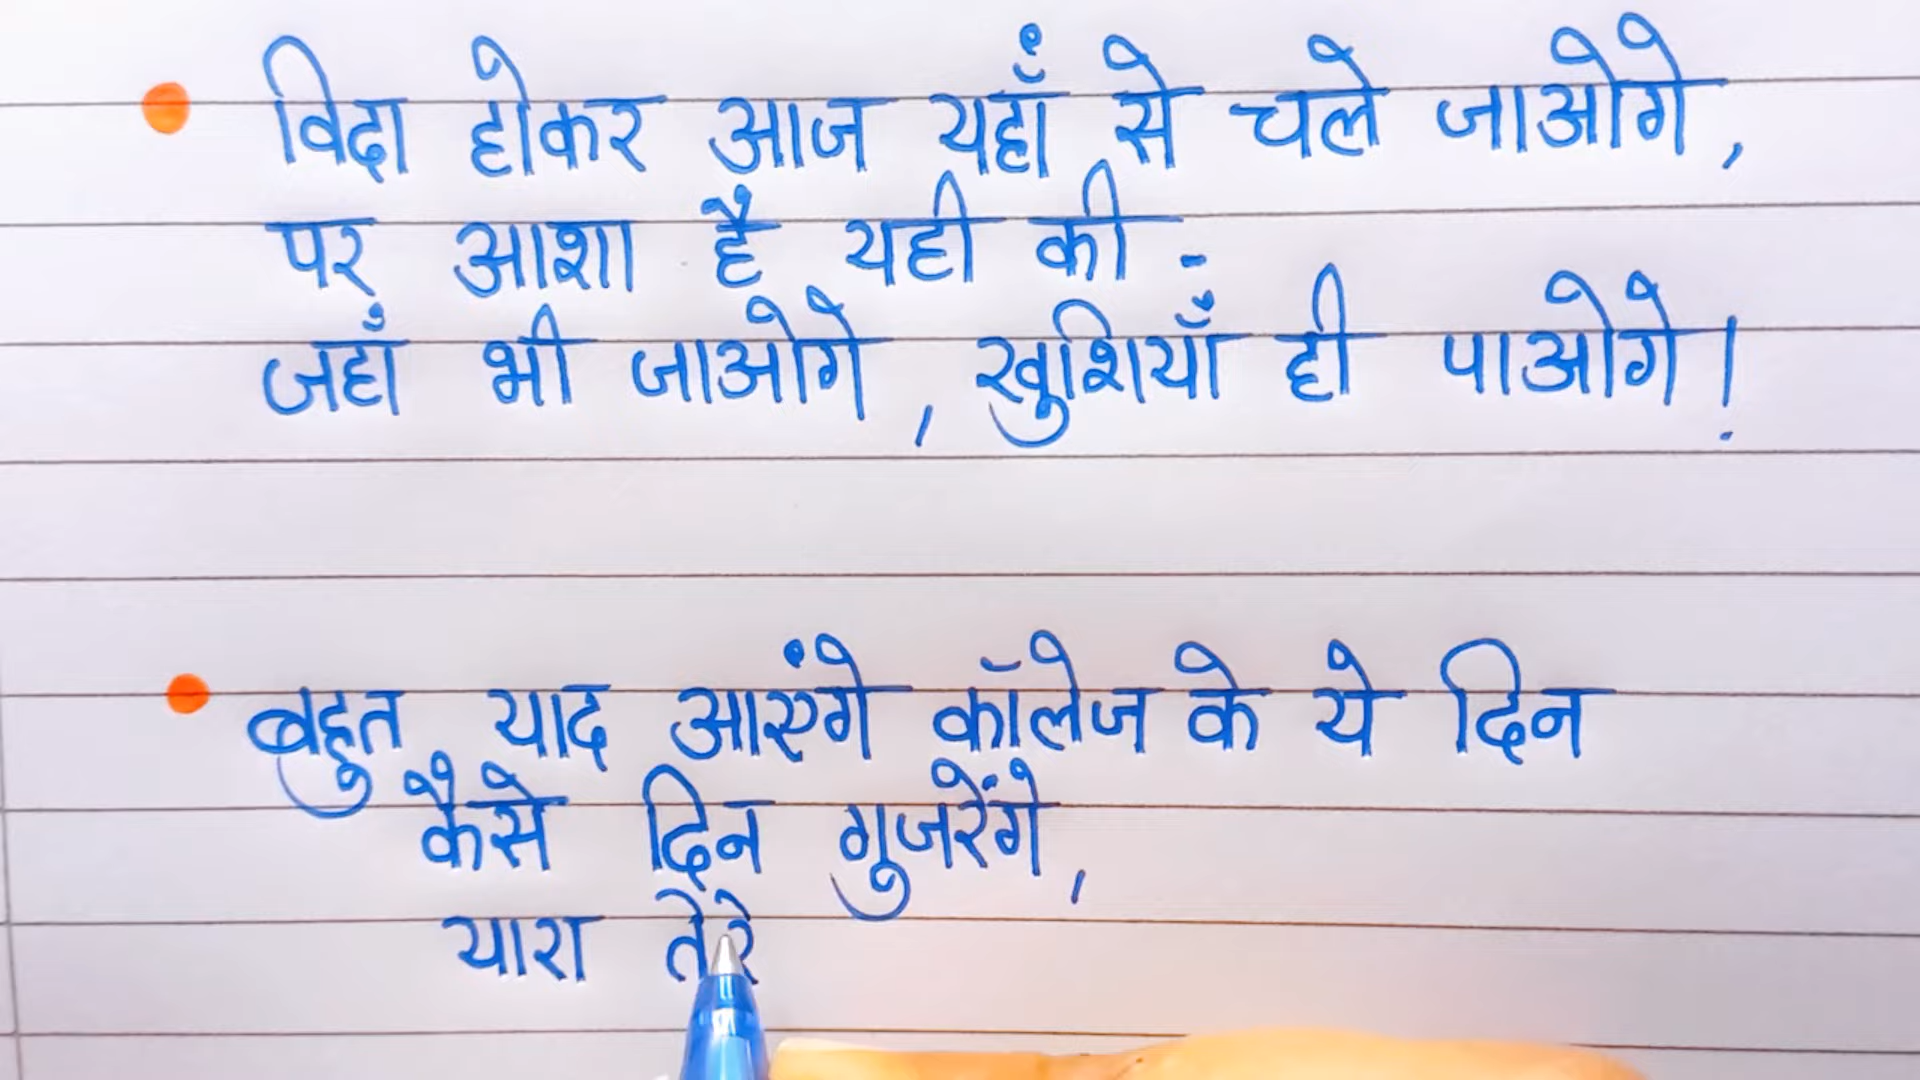 विदा होकर आज यहाँ से चले जाओगे,
पर आशा है यही की -
जहाँ भी जाओगे, खुशियाँ ही पाओगे!
बहुत याद आएंगे कॉलेज के ये दिन
कैसे दिन गुजरेंगे,
यारा तेरे